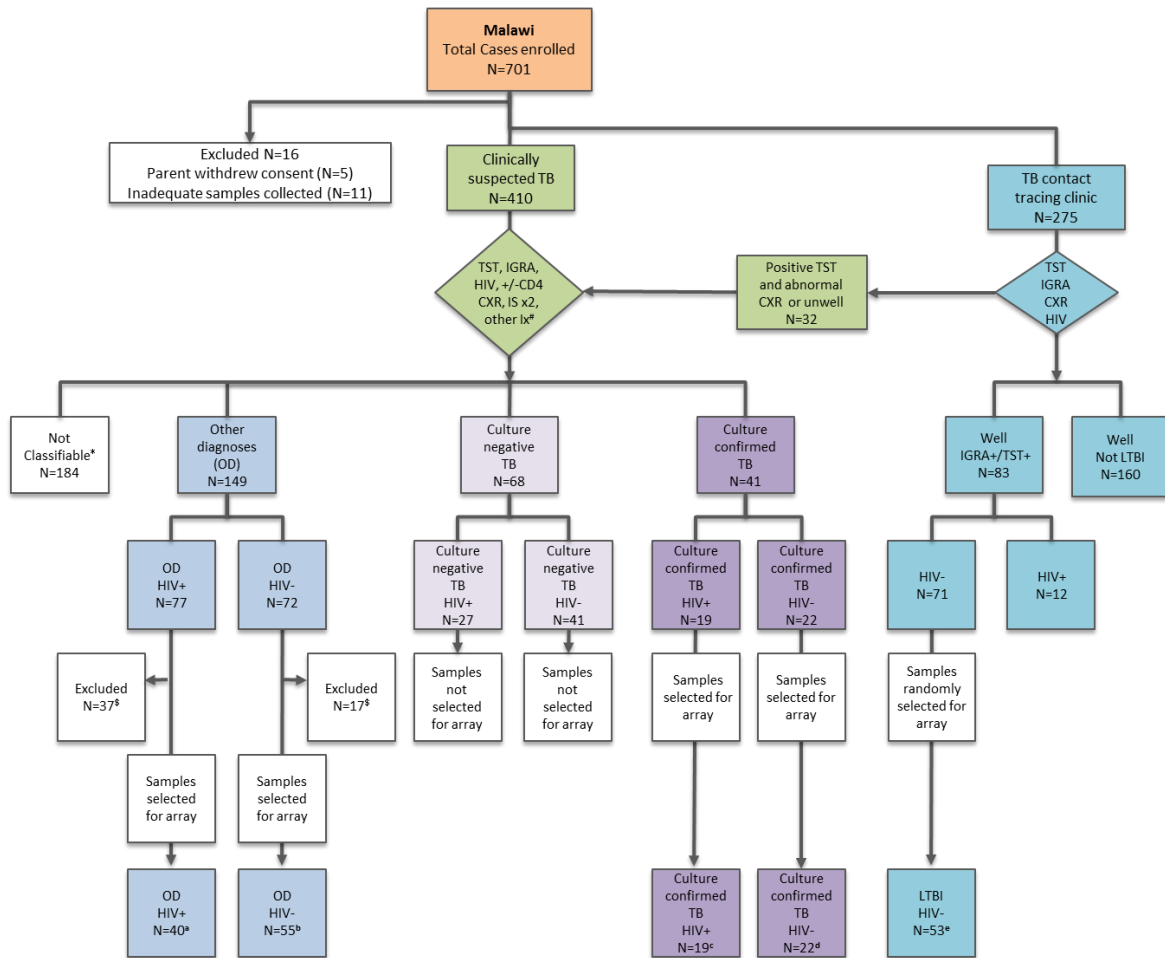 Malawi
Total Cases enrolled
N=701
Excluded N=16
Parent withdrew consent (N=5)
Inadequate samples collected (N=11)
Clinically
suspected TB
N=410
TB contact
tracing clinic
N=275
TST, IGRA,
HIV, +/-CD4
CXR, IS x2,
other Ix#
Positive TST
and abnormal
CXR or unwell
N=32
TST
IGRA
CXR
HIV
Not
Classifiable*
N=184
Other
diagnoses
(OD)
N=149
Culture
negative
TB
N=68
Culture
confirmed
TB
N=41
Well
IGRA+/TST+
N=83
Well
Not LTBI
N=160
OD
HIV+
N=77
OD
HIV-
N=72
Culture
negative
TB
HIV+
N=27
Culture
negative
TB
HIV-
N=41
Culture
confirmed
TB
HIV+
N=19
Culture
confirmed
TB
HIV-
N=22
HIV-
N=71
HIV+
N=12
Excluded
N=37$
Excluded
N=17$
Samples
not
selected
for array
Samples
not
selected
for array
Samples
selected for
array
Samples
selected for
array
Samples
randomly
selected for
array
Samples
selected
for array
Samples
selected
for array
OD
HIV+
N=40a
OD
HIV-
N=55b
Culture
confirmed
TB
HIV+
N=19c
Culture
confirmed
TB
HIV-
N=22d
LTBI
HIV-
N=53e